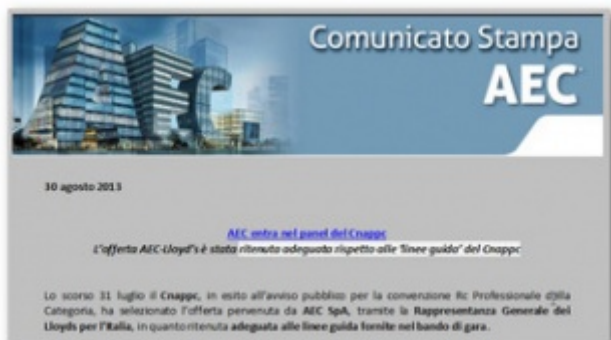 Comunicato Stampa
AEC
30 agosto 2013
AEC entra nel panel del Cnappc
L'offerta AEC-Lloyd's è stata ritenuta adeguata rispetto alle 'linee guida' del Cnappc
Lo scorso 31 luglio il Cnappc, in esito all'avviso pubblico per la convenzione Rc Professionale della
Categoria, ha selezionato l'offerta pervenuta da AEC SpA, tramite la Rappresentanza Generale dei
Lloyds per l'Italia, in quanto ritenuta adeguata alle linee guida fornite nel bando di gara.